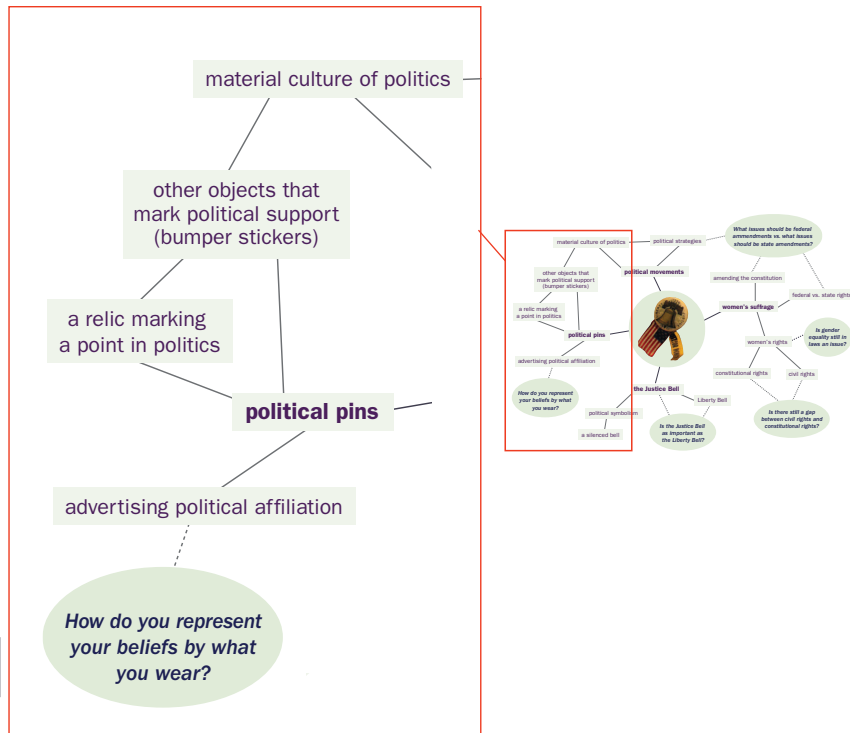 material culture of politics
other objects that
mark political support
(bumper stickers)
a relic marking
a point in politics
political pins
advertising political affiliation
How do you represent
your beliefs by what
you wear?
What issues should be federal
ammendments vs. what issues
should be state amendments?
material culture of politics
political strategies
other objects that
mark political support
(bumper stickers)
political movements
amending the constitution
federal vs. state rights
a relic marking
a point in politics
women's suffrage
political pins
women's rights
Is gender
equality still in
laws an issue?
advertising political affiliation
constitutional rights
civil rights
How do you represent
your beliefs by what
you wear?
the Justice Bell
Liberty Bell
political symbolism
a silenced bell
Is the Justice Bell
as important as
the Liberty Bell?
Is there still a gap
between civil rights and
constitutional rights?